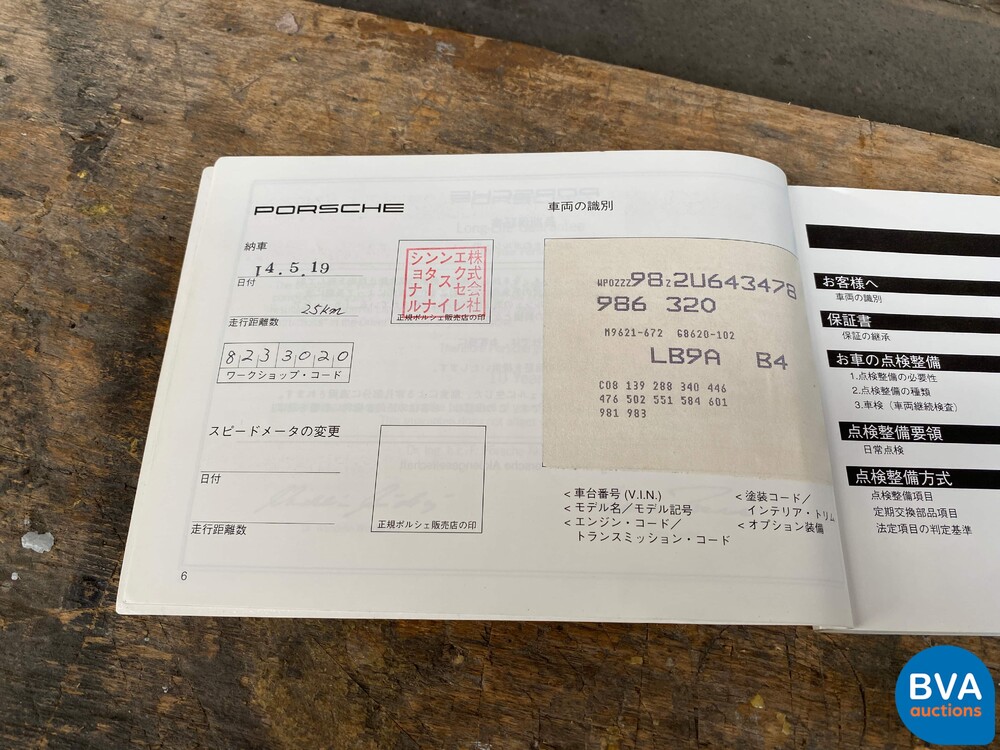 PORSCHE
納車
14.5.19
日付
25km
走行距離数
株式会社
エクセレ
ンスイ
ンターナ
ショナル
正規ポルシェ販売店の印
8233020
ワークショップ・コード
スピードメータの変更
日付
走行距離数
正規ポルシェ販売店の印
6
車両の識別
WP0ZZZ98Z2U643478
986 320
M9621-672 G8620-102
LB9A B4
C08 139 288 340 446
476 502 551 584 601
981 983
< 車台番号 (V.I.N.)
< モデル名/モデル記号
< エンジン・コード/
トランスミッション・コード
< 塗装コード/
インテリア・トリム
< オプション装備
お客様へ
車両の識別
保証書
保証の継承
お車の点検整備
1.点検整備の必要性
2.点検整備の種類
3.車検(車両継続検査)
点検整備要領
日常点検
点検整備方式
点検整備項目
定期交換部品項目
法定項目の判定基準
BVA
auctions